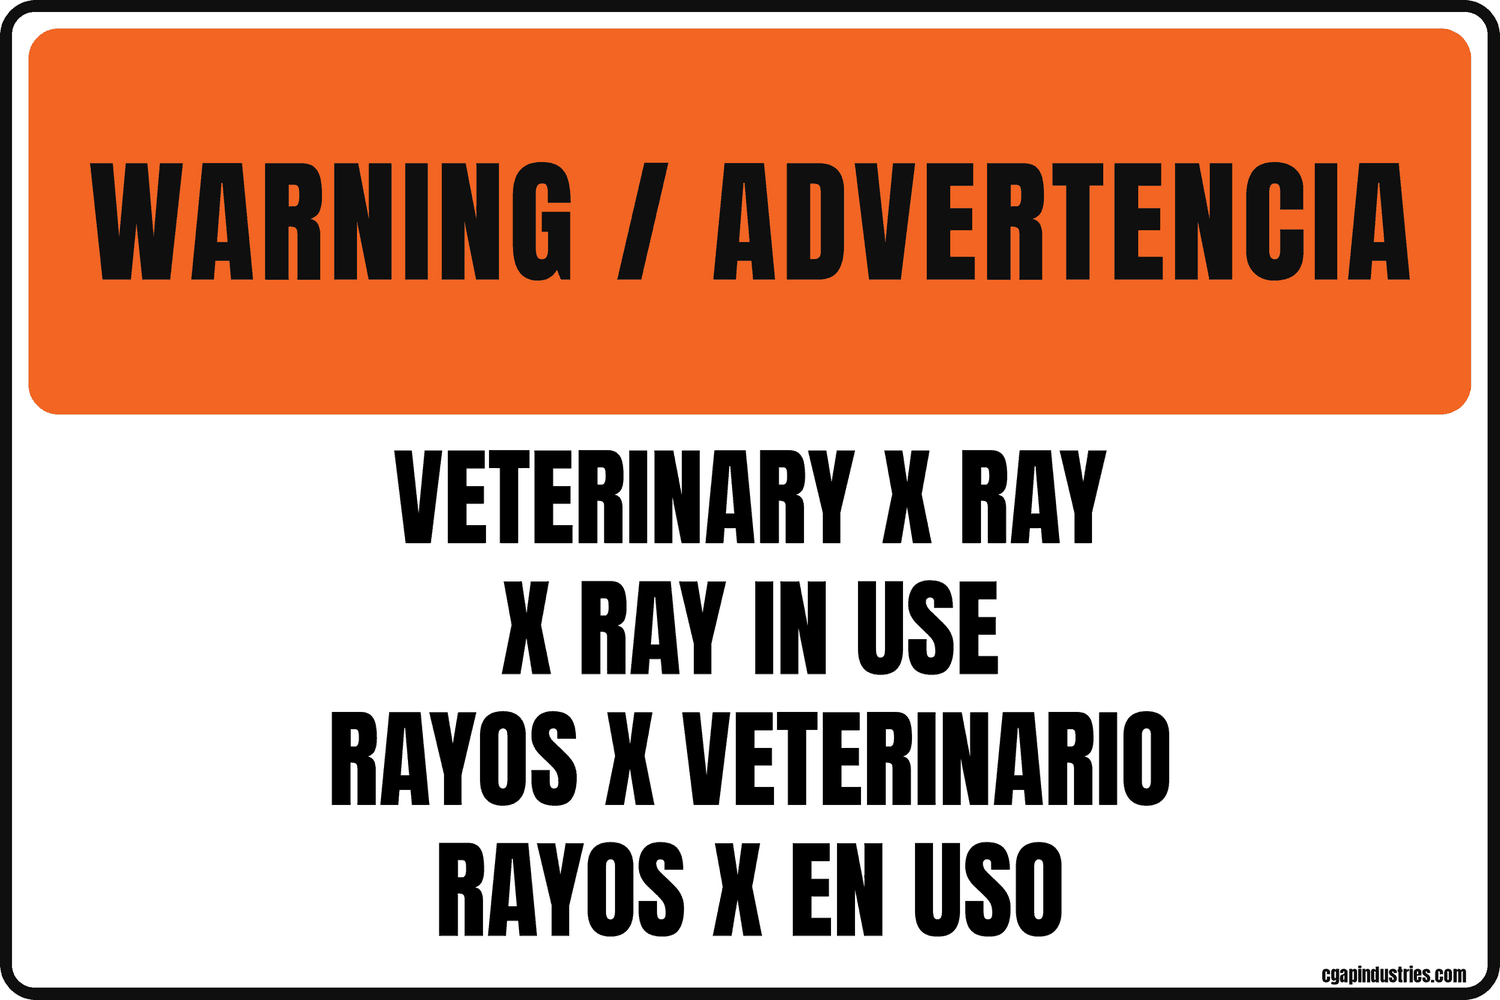 WARNING / ADVERTENCIA
VETERINARY X RAY
X RAY IN USE
RAYOS X VETERINARIO
RAYOS X EN USO
cgapindustries.com